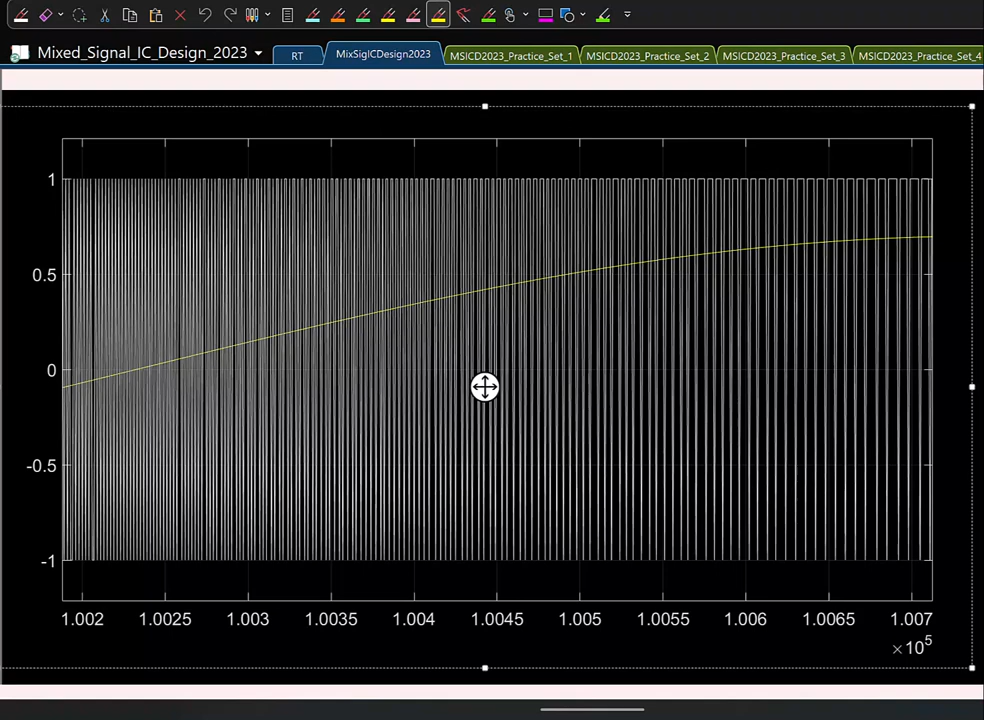 Mixed_Signal_IC_Design_2023
RT
MixSigICDesign2023
MSICD2023_Practice_Set_1
MSICD2023_Practice_Set_2
MSICD2023_Practice_Set_3
MSICD2023_Practice_Set_4
1
0.5
0
-0.5
-1
1.002 1.0025 1.003 1.0035 1.004 1.0045 1.005 1.0055 1.006 1.0065 1.007
×10⁵